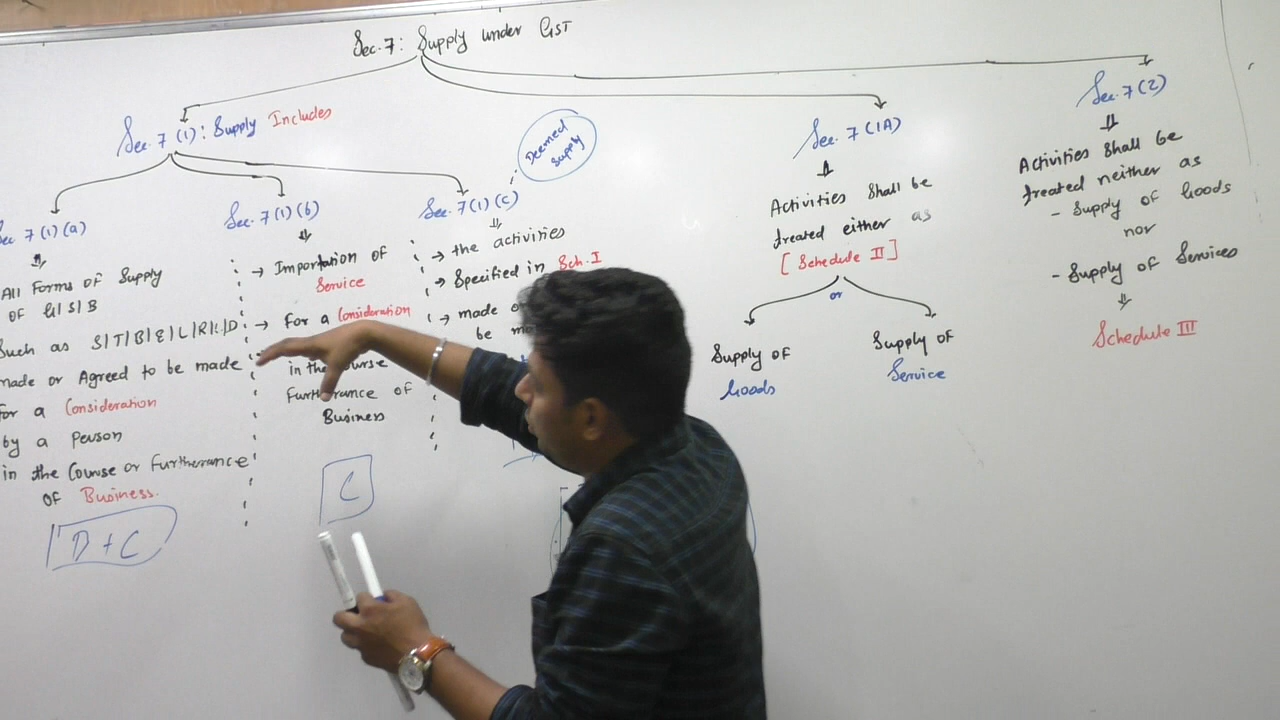 Sec.7: Supply under GST
Sec. 7 (1): Supply Includes
Deemed
Supply
Sec. 7 (1A)
Sec. 7 (2)
Sec 7(1)(a)
All Forms of Supply
of G/S/B
Such as S/T/B/E/L/R/L/D
made or Agreed to be made
for a Consideration
by a Person
in the Course or Furtherance
of Business.
D + C
Sec. 7(1)(b)
→ Importation of
Service
→ For a Consideration
in the Course
Furtherance of
Business
C
Sec. 7(1)(c)
→ the activities
→ Specified in Sch. I
→ made or
be
Activities Shall be
treated either as
[Schedule II]
or
Supply of
Goods
Supply of
Service
Activities Shall be
treated neither as
- Supply of Goods
nor
- Supply of Services
Schedule III